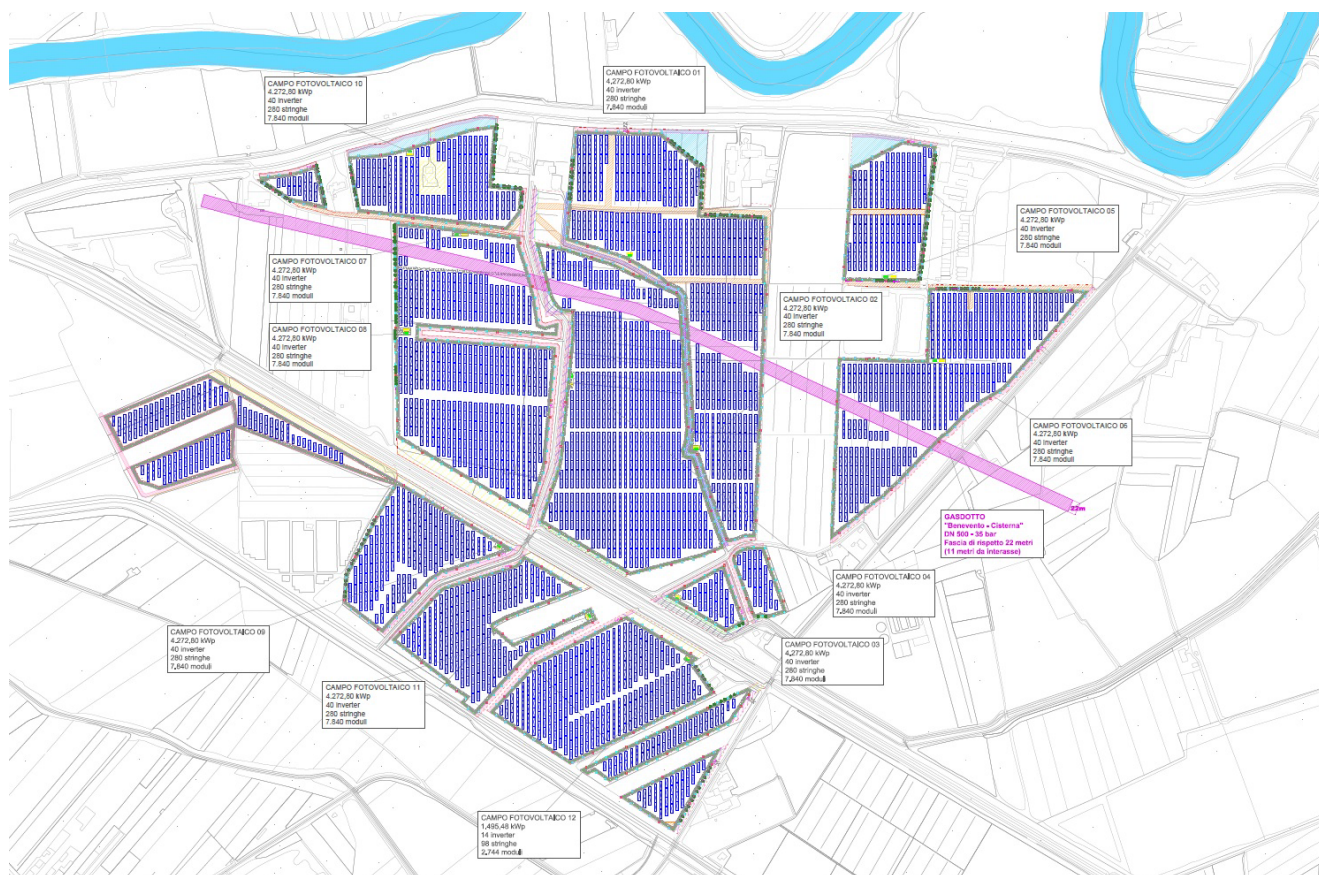 CAMPO FOTOVOLTAICO 10
4.272,80 kWp
40 inverter
280 stringhe
7.840 moduli
CAMPO FOTOVOLTAICO 01
4.272,80 kWp
40 inverter
280 stringhe
7.840 moduli
CAMPO FOTOVOLTAICO 05
4.272,80 kWp
40 inverter
280 stringhe
7.840 moduli
CAMPO FOTOVOLTAICO 07
4.272,80 kWp
40 inverter
280 stringhe
7.840 moduli
CAMPO FOTOVOLTAICO 02
4.272,80 kWp
40 inverter
280 stringhe
7.840 moduli
CAMPO FOTOVOLTAICO 08
4.272,80 kWp
40 inverter
280 stringhe
7.840 moduli
CAMPO FOTOVOLTAICO 06
4.272,80 kWp
40 inverter
280 stringhe
7.840 moduli
22m
GASDOTTO
"Benevento - Cisterna"
DN 500 - 35 bar
Fascia di rispetto 22 metri
(11 metri da interasse)
CAMPO FOTOVOLTAICO 04
4.272,80 kWp
40 inverter
280 stringhe
7.840 moduli
CAMPO FOTOVOLTAICO 09
4.272,80 kWp
40 inverter
280 stringhe
7.840 moduli
CAMPO FOTOVOLTAICO 03
4.272,80 kWp
40 inverter
280 stringhe
7.840 moduli
CAMPO FOTOVOLTAICO 11
4.272,80 kWp
40 inverter
280 stringhe
7.840 moduli
CAMPO FOTOVOLTAICO 12
1.495,48 kWp
14 inverter
98 stringhe
2.744 moduli